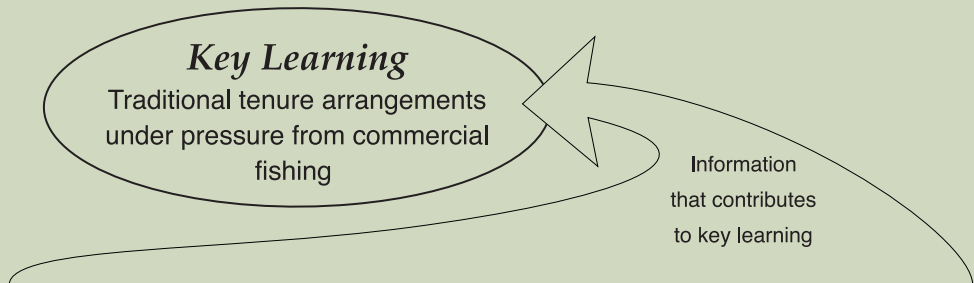 Key Learning
Traditional tenure arrangements
under pressure from commercial
fishing
Information
that contributes
to key learning